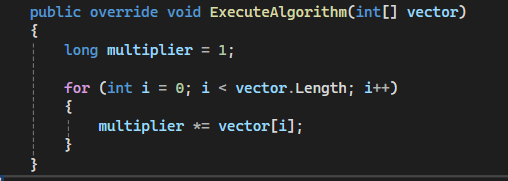 public override void ExecuteAlgorithm(int[] vector)
{
    long multiplier = 1;
    for (int i = 0; i < vector.Length; i++)
    {
        multiplier *= vector[i];
    }
}